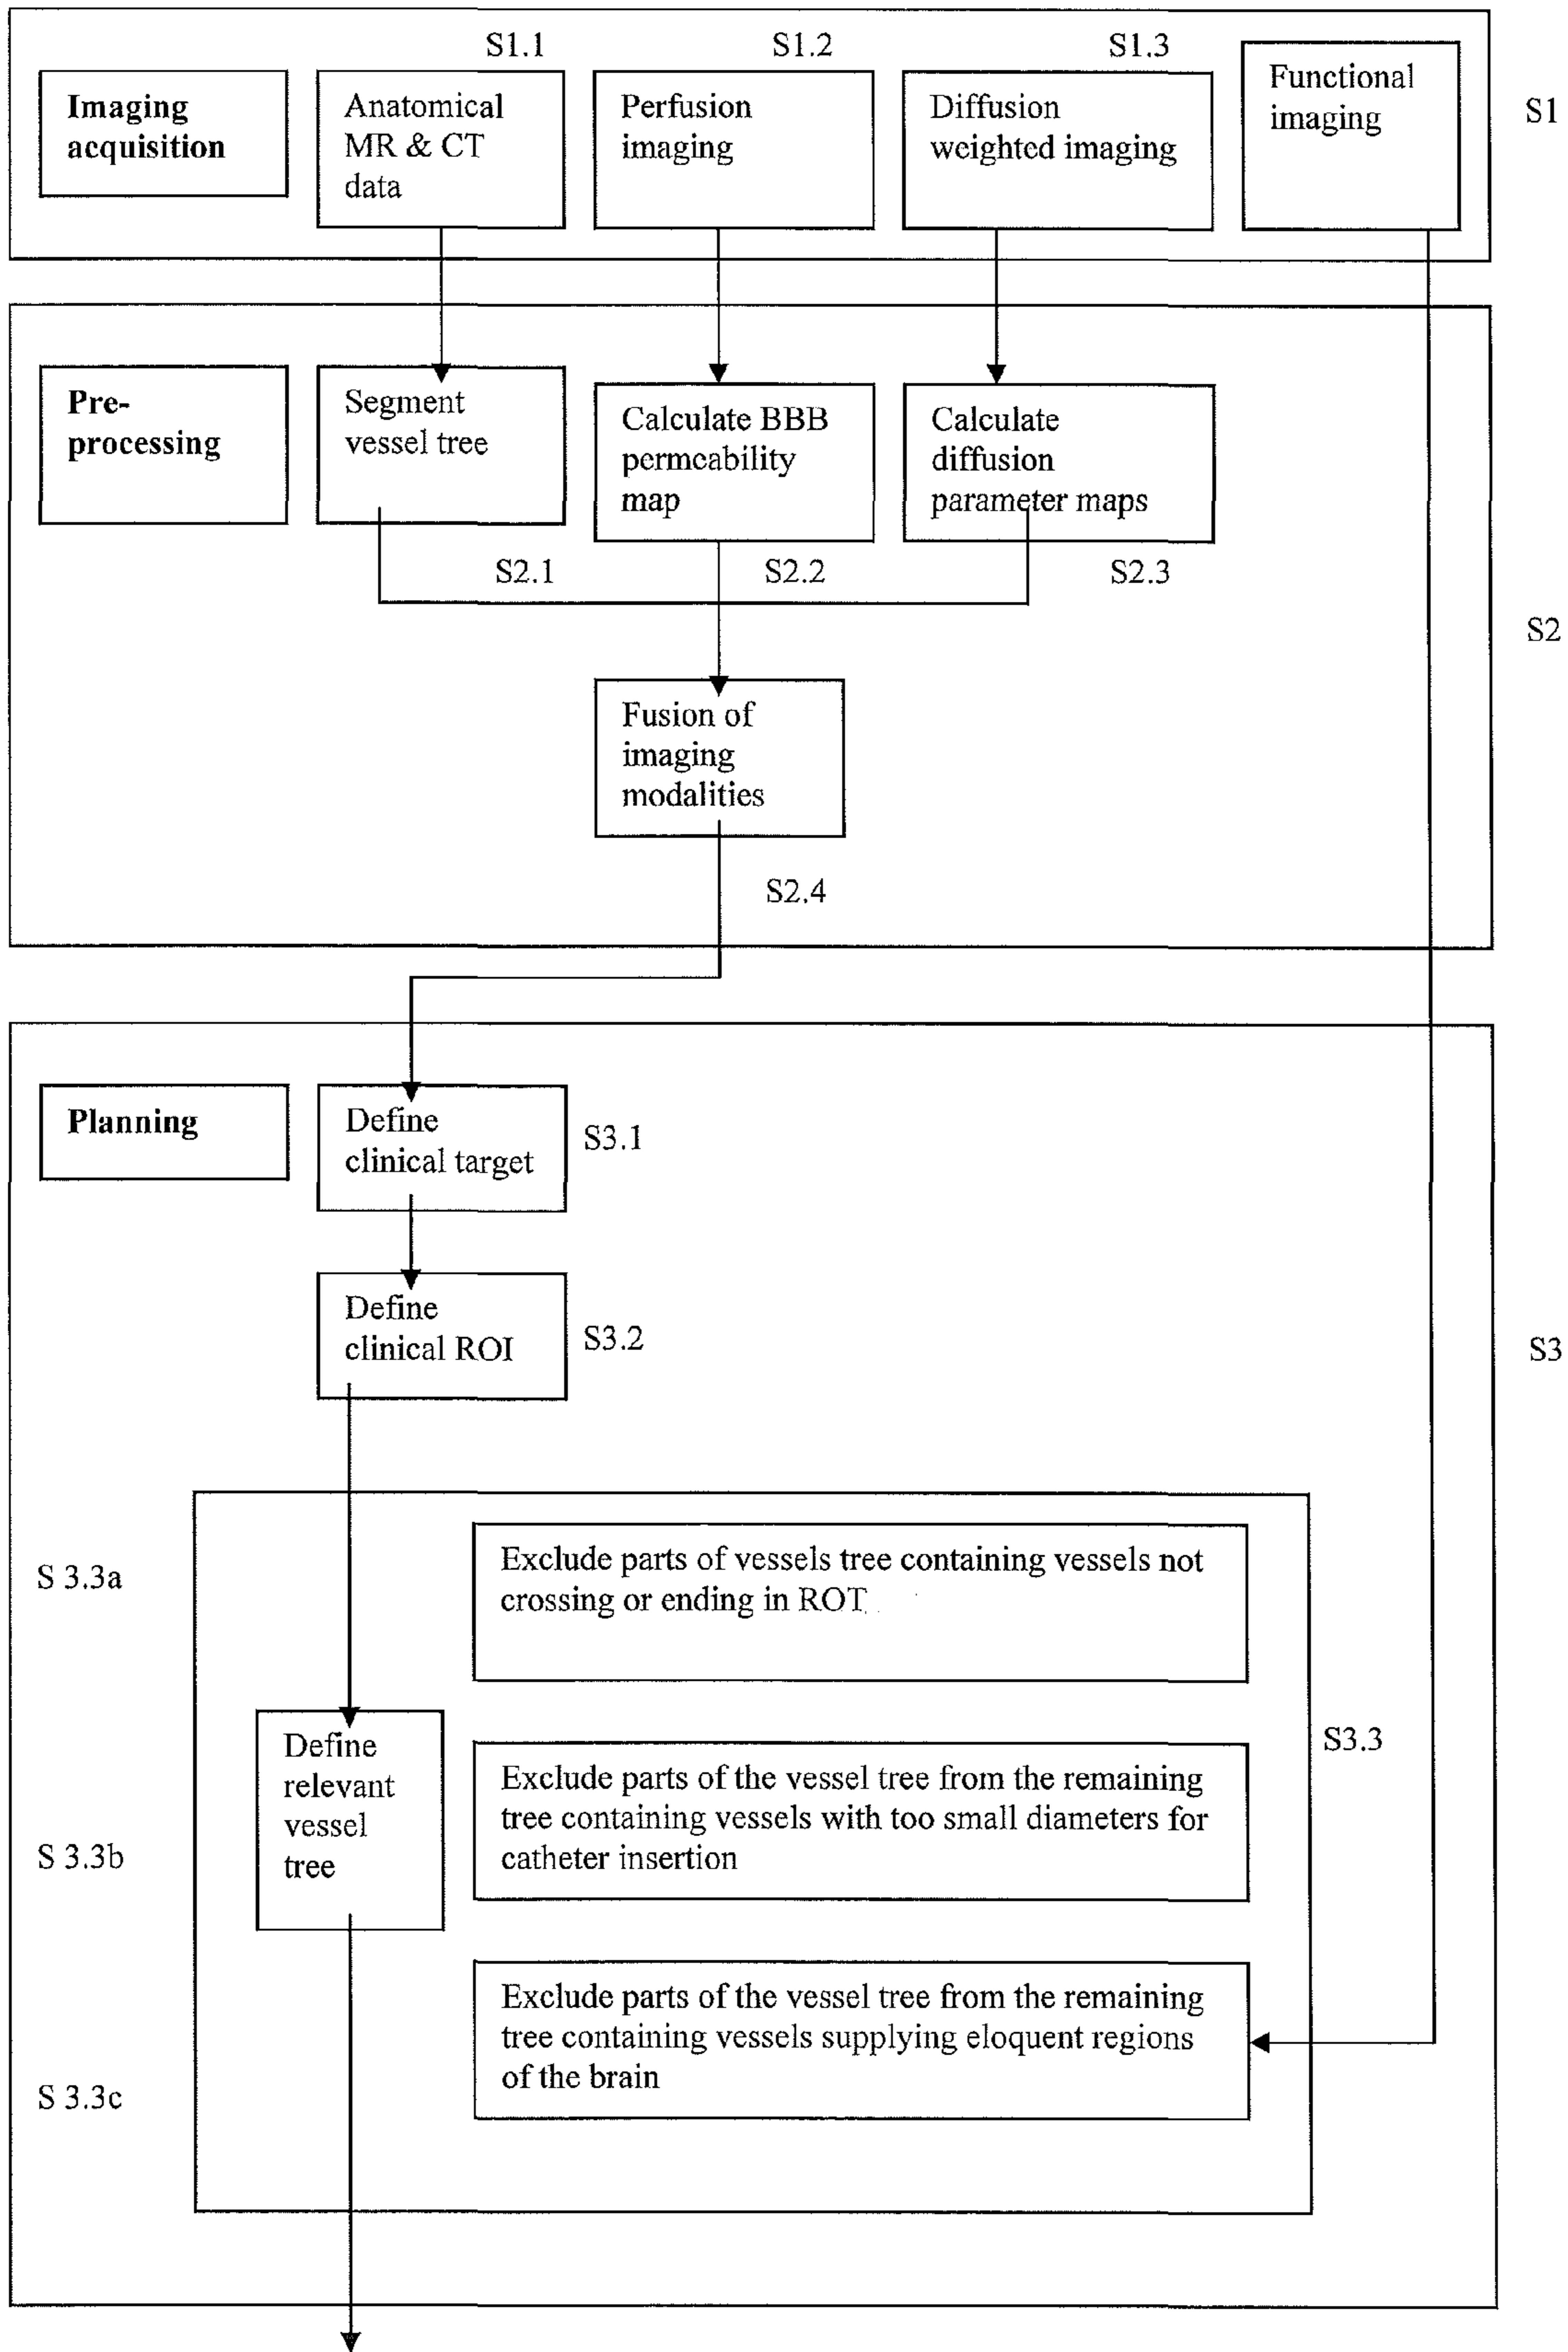 S1.1
S1.2
S1.3
Imaging
acquisition
Anatomical
MR & CT
data
Perfusion
imaging
Diffusion
weighted imaging
Functional
imaging
S1
Pre-
processing
Segment
vessel tree
Calculate BBB
permeability
map
Calculate
diffusion
parameter maps
S2.1
S2.2
S2.3
S2
Fusion of
imaging
modalities
S2.4
Planning
Define
clinical target
S3.1
Define
clinical ROI
S3.2
S3
S 3.3a
Exclude parts of vessels tree containing vessels not
crossing or ending in ROI.
Define
relevant
vessel
tree
S3.3
S 3.3b
Exclude parts of the vessel tree from the remaining
tree containing vessels with too small diameters for
catheter insertion
S 3.3c
Exclude parts of the vessel tree from the remaining
tree containing vessels supplying eloquent regions
of the brain